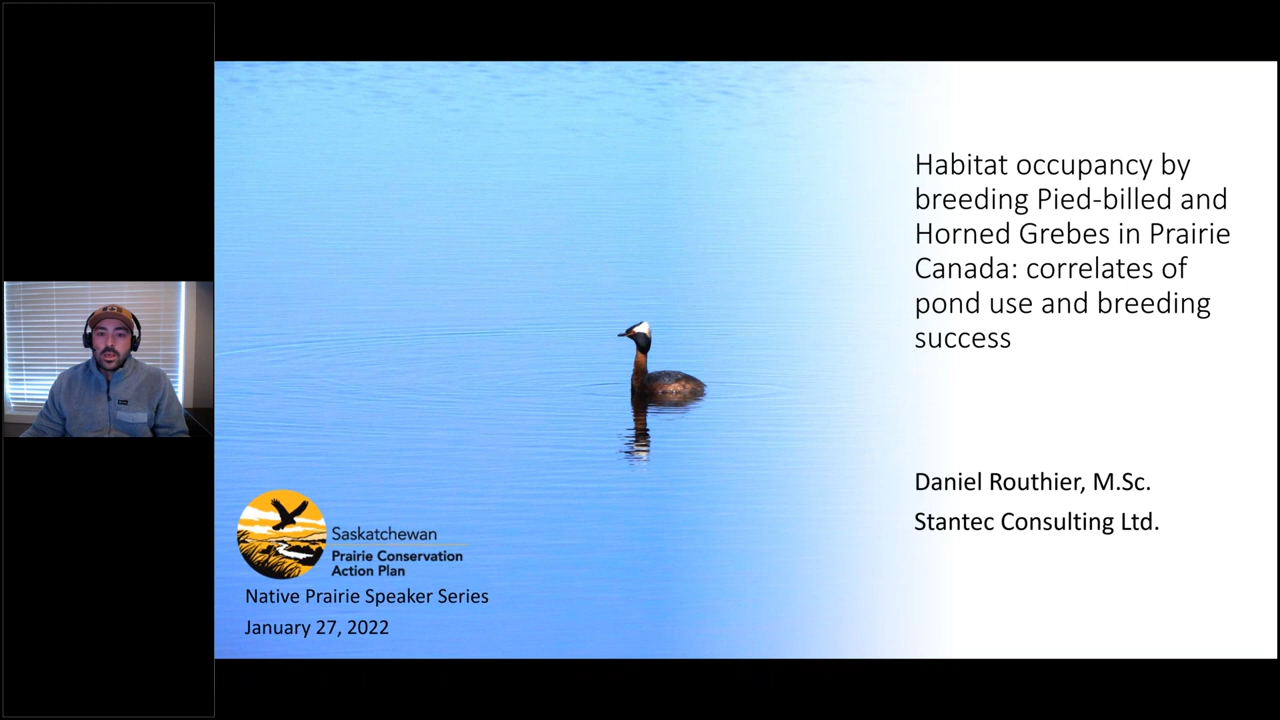 Habitat occupancy by
breeding Pied-billed and
Horned Grebes in Prairie
Canada: correlates of
pond use and breeding
success
Daniel Routhier, M.Sc.
Stantec Consulting Ltd.
Saskatchewan
Prairie Conservation
Action Plan
Native Prairie Speaker Series
January 27, 2022